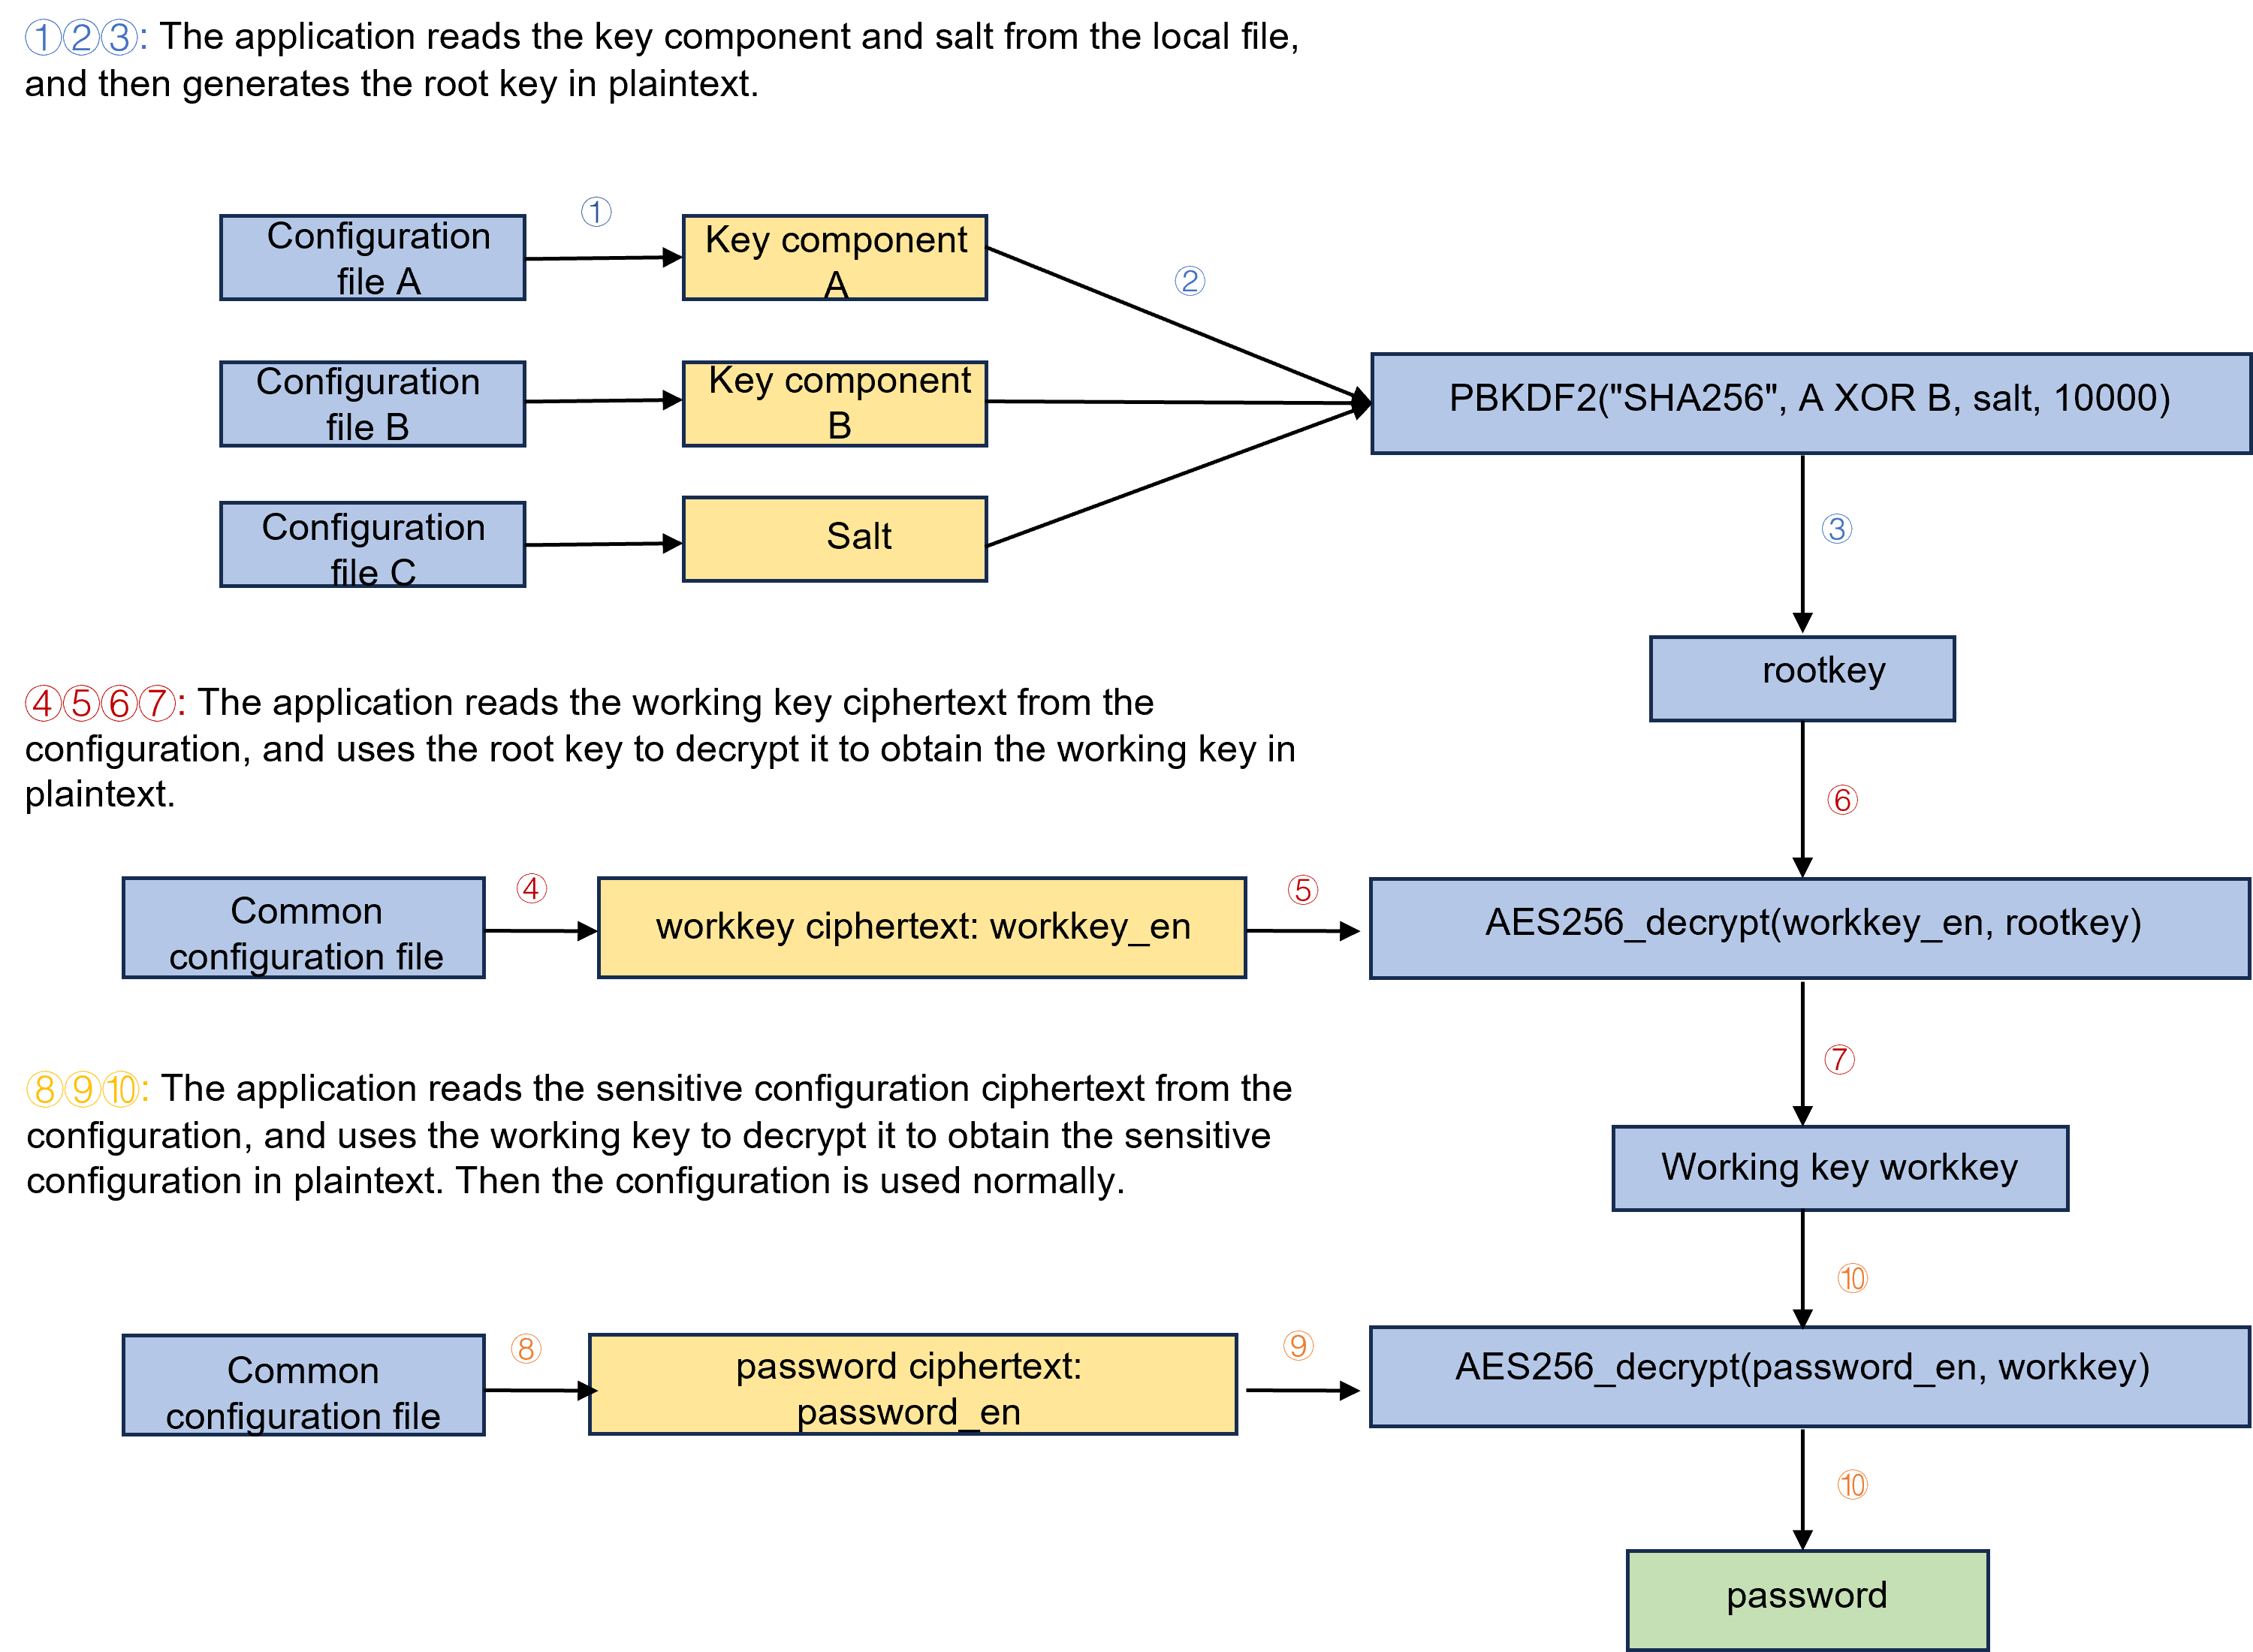 ①②③: The application reads the key component and salt from the local file,
and then generates the root key in plaintext.
①
Configuration
file A
Key component
A
②
Configuration
file B
Key component
B
PBKDF2("SHA256", A XOR B, salt, 10000)
Configuration
file C
Salt
③
rootkey
④⑤⑥⑦: The application reads the working key ciphertext from the
configuration, and uses the root key to decrypt it to obtain the working key in
plaintext.
⑥
Common
configuration file
④
workkey ciphertext: workkey_en
⑤
AES256_decrypt(workkey_en, rootkey)
⑦
⑧⑨⑩: The application reads the sensitive configuration ciphertext from the
configuration, and uses the working key to decrypt it to obtain the sensitive
configuration in plaintext. Then the configuration is used normally.
Working key workkey
⑩
Common
configuration file
⑧
password ciphertext:
password_en
⑨
AES256_decrypt(password_en, workkey)
⑩
password